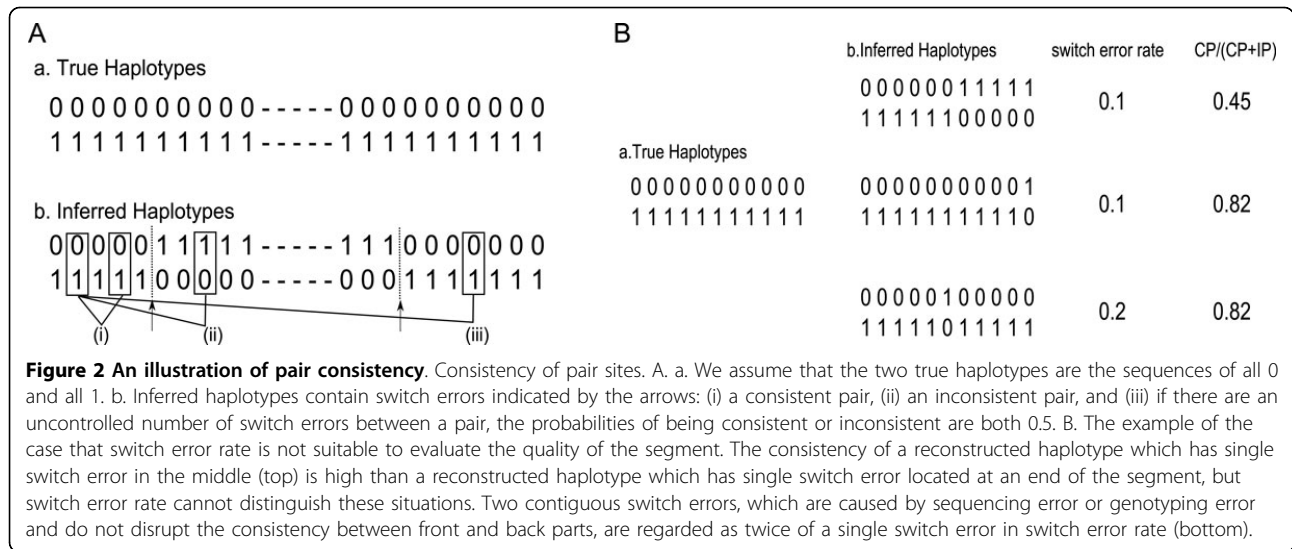 A
a. True Haplotypes
0 0 0 0 0 0 0 0 0 0 - - - - - 0 0 0 0 0 0 0 0 0 0
1 1 1 1 1 1 1 1 1 1 - - - - - 1 1 1 1 1 1 1 1 1 1
b. Inferred Haplotypes
0 0 0 0 0 1 1 1 1 1 - - - - - 1 1 1 0 0 0 0 0 0 0
1 1 1 1 1 0 0 0 0 0 - - - - - 0 0 0 1 1 1 1 1 1 1
(i) (ii) (iii)
B
b.Inferred Haplotypes switch error rate CP/(CP+IP)
0 0 0 0 0 0 1 1 1 1 1
1 1 1 1 1 1 0 0 0 0 0
0.1 0.45
a.True Haplotypes
0 0 0 0 0 0 0 0 0 0 0
1 1 1 1 1 1 1 1 1 1 1
0 0 0 0 0 0 0 0 0 0 1
1 1 1 1 1 1 1 1 1 1 0
0.1 0.82
0 0 0 0 0 1 0 0 0 0 0
1 1 1 1 1 0 1 1 1 1 1
0.2 0.82
Figure 2 An illustration of pair consistency. Consistency of pair sites. A. a. We assume that the two true haplotypes are the sequences of all 0
and all 1. b. Inferred haplotypes contain switch errors indicated by the arrows: (i) a consistent pair, (ii) an inconsistent pair, and (iii) if there are an
uncontrolled number of switch errors between a pair, the probabilities of being consistent or inconsistent are both 0.5. B. The example of the
case that switch error rate is not suitable to evaluate the quality of the segment. The consistency of a reconstructed haplotype which has single
switch error in the middle (top) is high than a reconstructed haplotype which has single switch error located at an end of the segment, but
switch error rate cannot distinguish these situations. Two contiguous switch errors, which are caused by sequencing error or genotyping error
and do not disrupt the consistency between front and back parts, are regarded as twice of a single switch error in switch error rate (bottom).